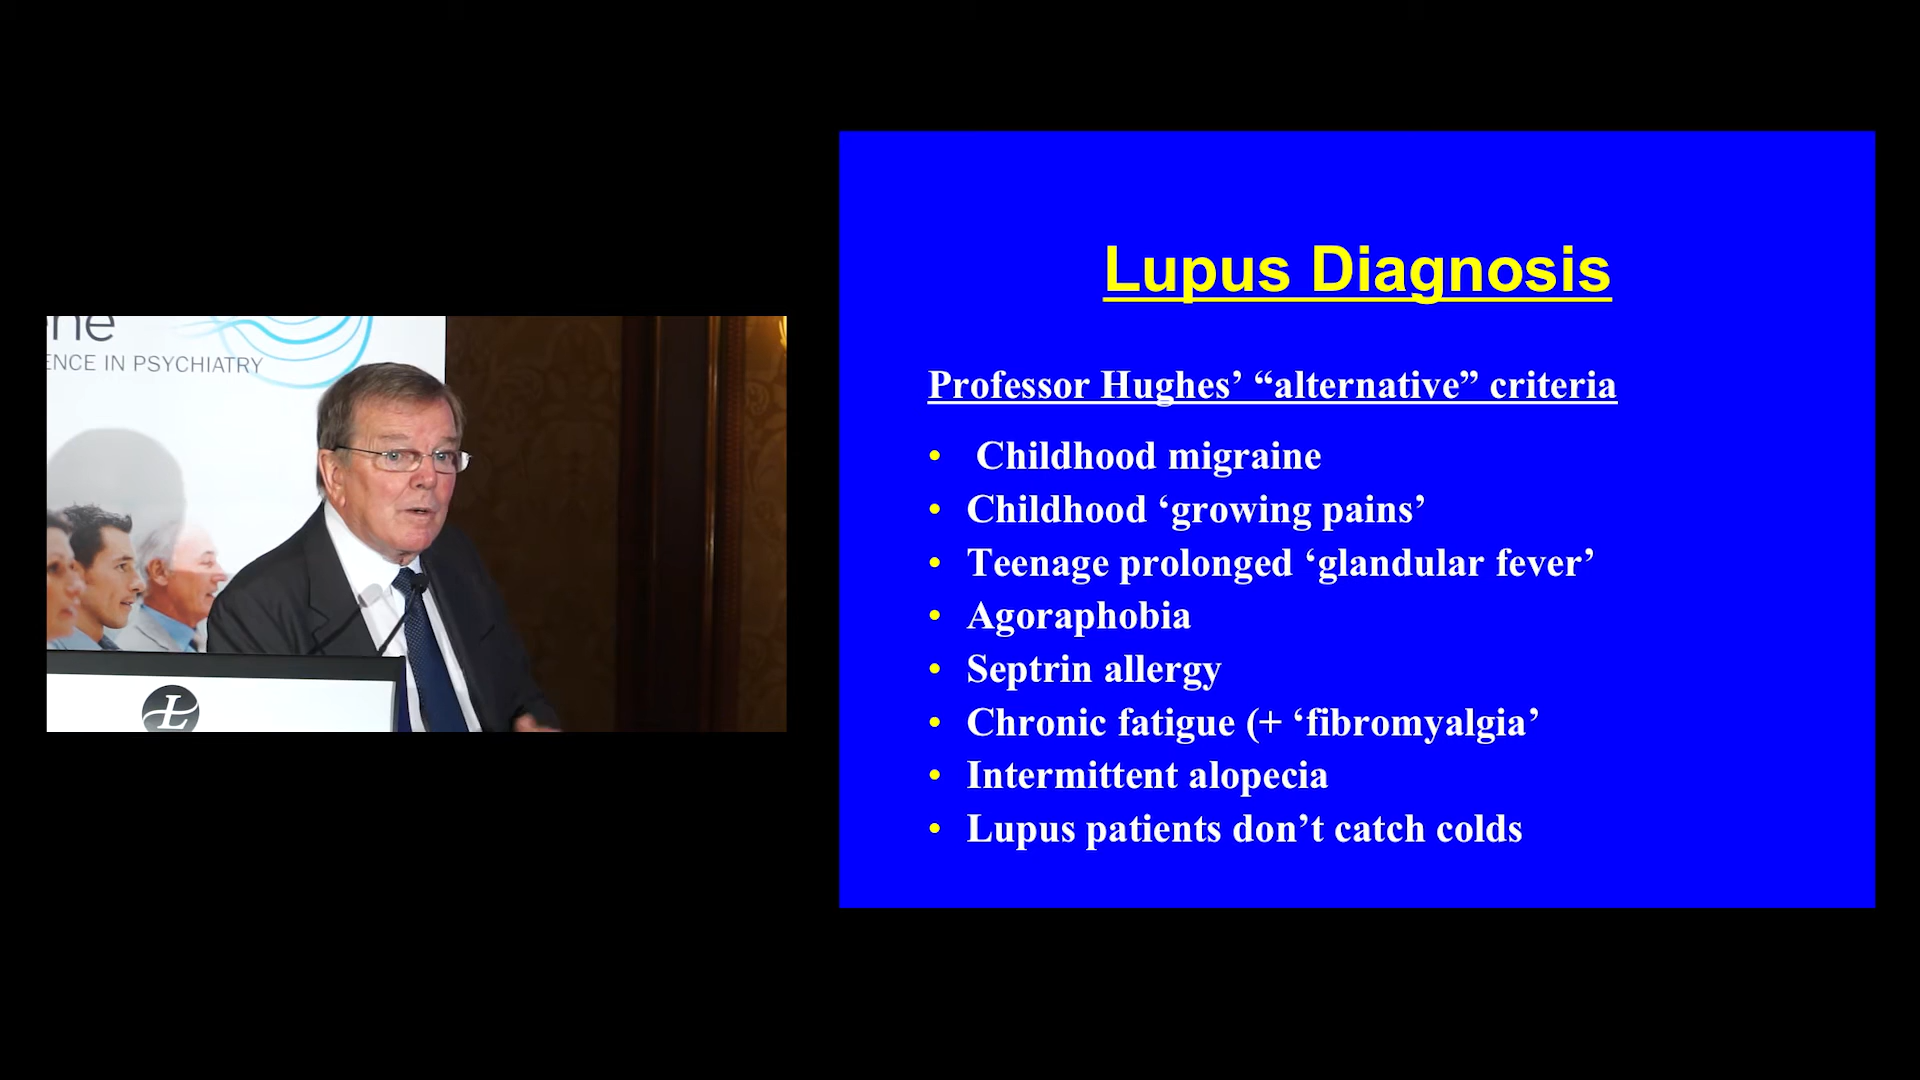 ENCE IN PSYCHIATRY
L
Lupus Diagnosis
Professor Hughes’ “alternative” criteria
• Childhood migraine
• Childhood ‘growing pains’
• Teenage prolonged ‘glandular fever’
• Agoraphobia
• Septrin allergy
• Chronic fatigue (+ ‘fibromyalgia’
• Intermittent alopecia
• Lupus patients don’t catch colds